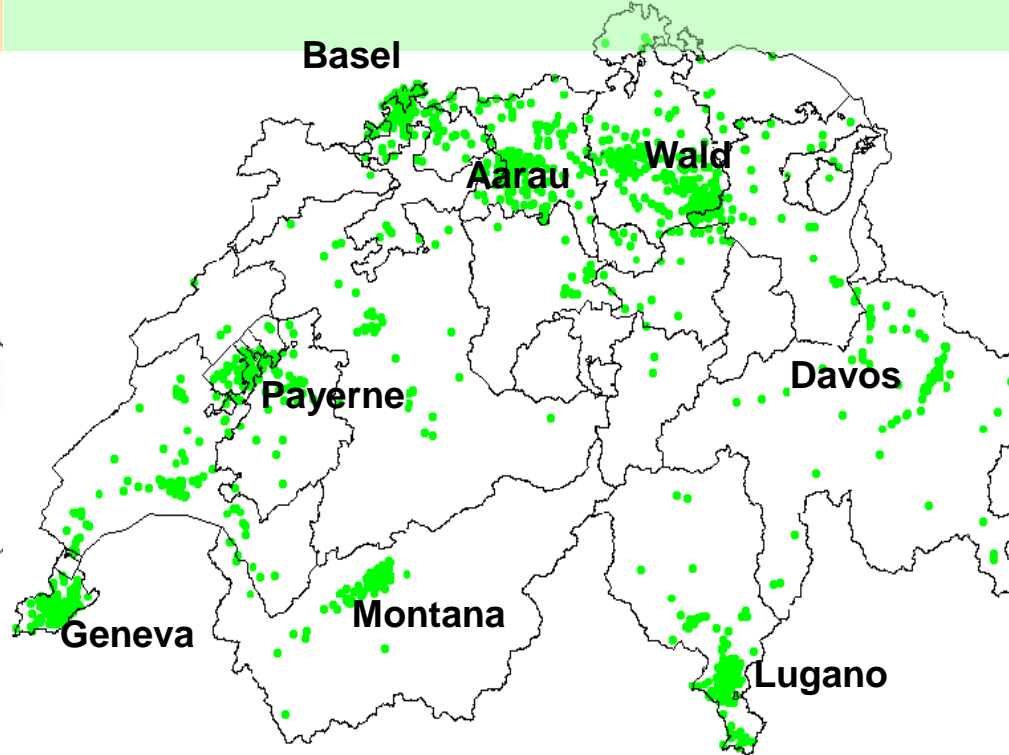 Basel
Wald
Aarau
Davos
Payerne
Montana
Geneva
Lugano